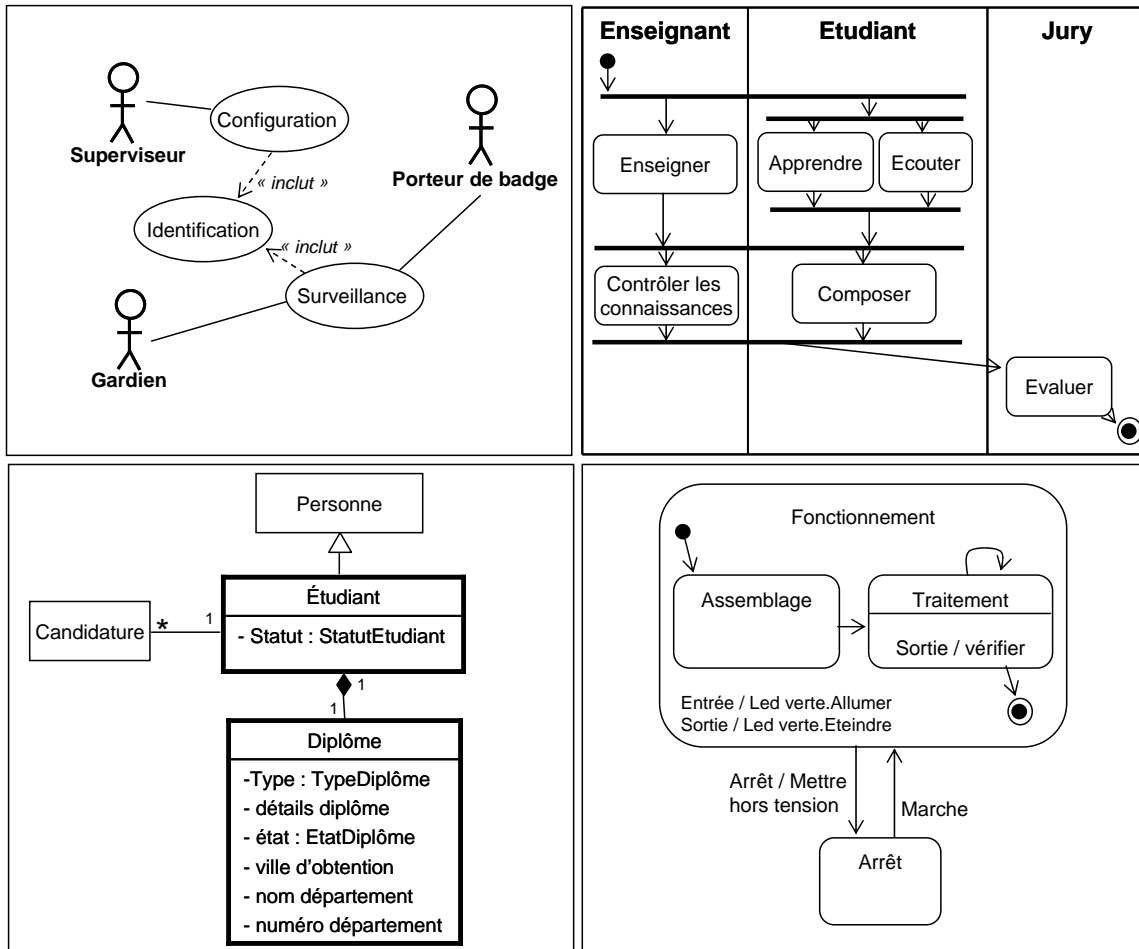 Configuration
Superviseur
« inclut »
Porteur de badge
Identification
« inclut »
Surveillance
Gardien
Enseignant
Etudiant
Jury
Enseigner
Apprendre
Ecouter
Contrôler les
connaissances
Composer
Evaluer
Personne
Étudiant
- Statut : StatutEtudiant
Candidature
*
1
1
1
Diplôme
-Type : TypeDiplôme
- détails diplôme
- état : EtatDiplôme
- ville d'obtention
- nom département
- numéro département
Fonctionnement
Assemblage
Traitement
Sortie / vérifier
Entrée / Led verte.Allumer
Sortie / Led verte.Eteindre
Arrêt / Mettre
hors tension
Marche
Arrêt